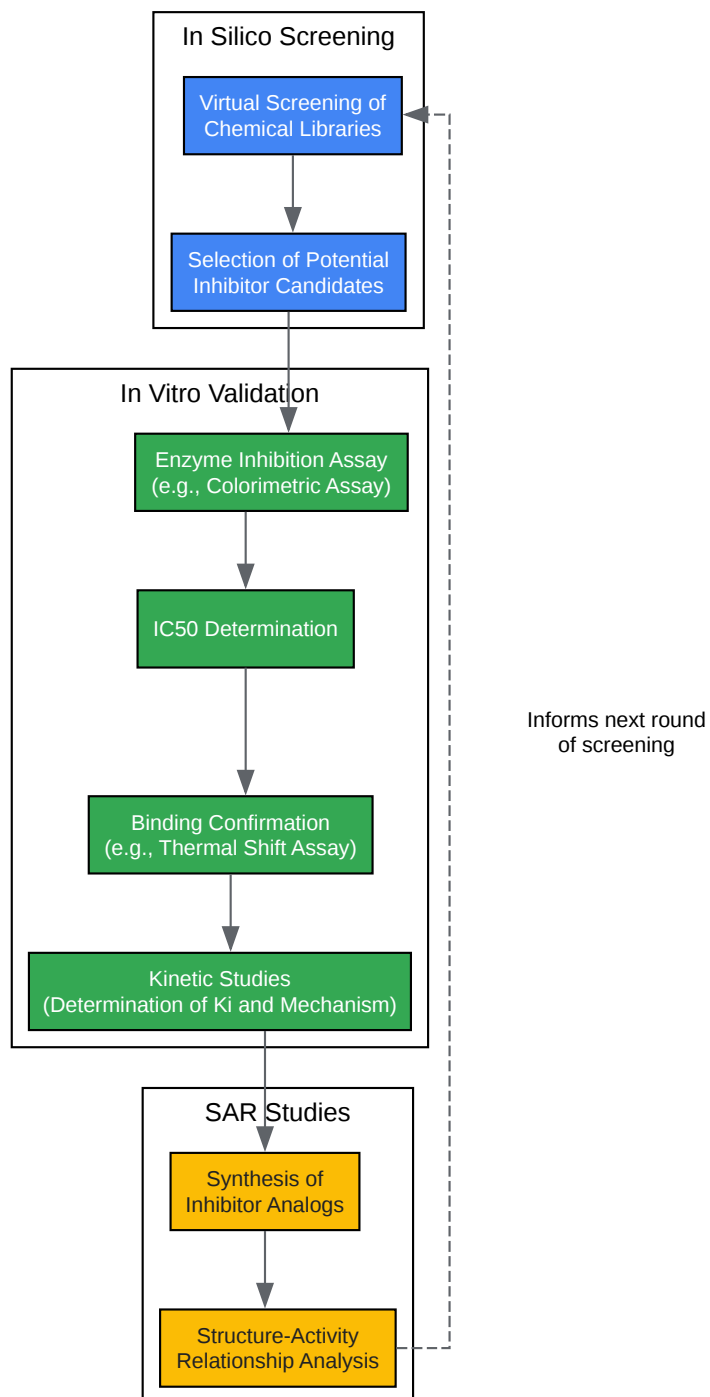 In Silico Screening
Virtual Screening of
Chemical Libraries
Selection of Potential
Inhibitor Candidates
In Vitro Validation
Enzyme Inhibition Assay
(e.g., Colorimetric Assay)
IC50 Determination
Informs next round
of screening
Binding Confirmation
(e.g., Thermal Shift Assay)
Kinetic Studies
(Determination of Ki and Mechanism)
SAR Studies
Synthesis of
Inhibitor Analogs
Structure-Activity
Relationship Analysis